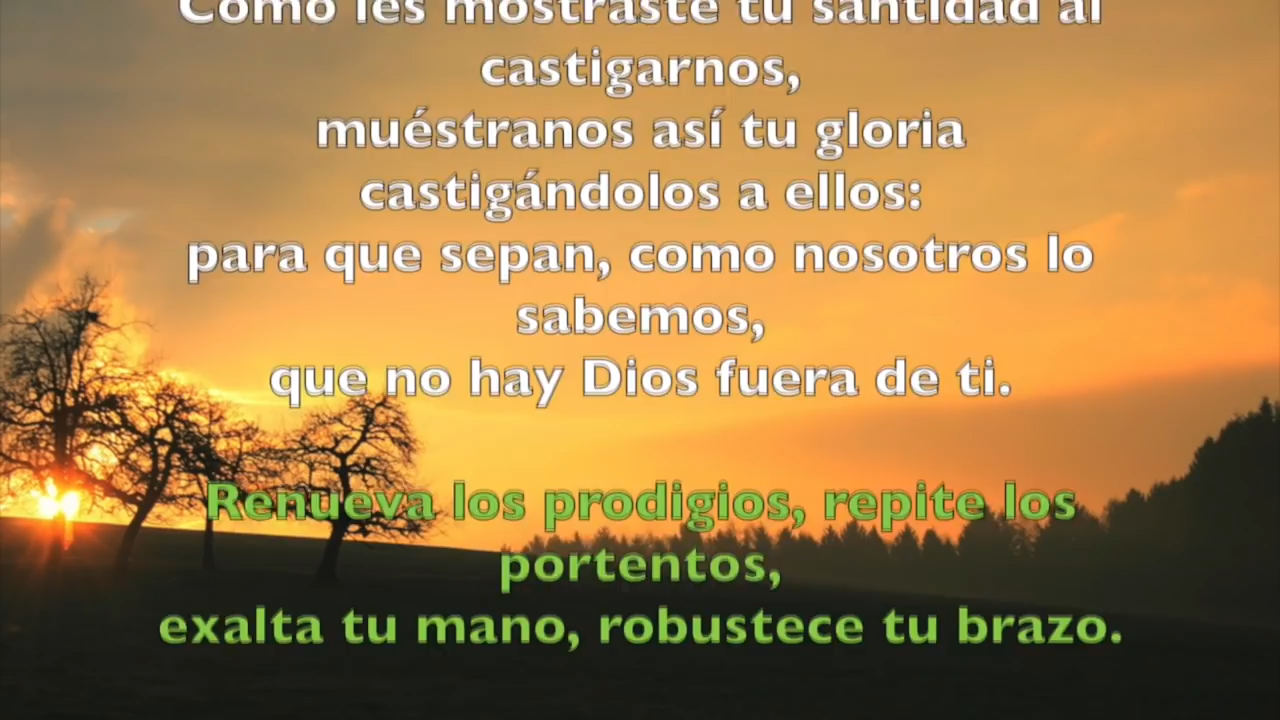 Como les mostraste tu santidad al
castigarnos,
muéstranos así tu gloria
castigándolos a ellos:
para que sepan, como nosotros lo
sabemos,
que no hay Dios fuera de ti.
Renueva los prodigios, repite los
portentos,
exalta tu mano, robustece tu brazo.